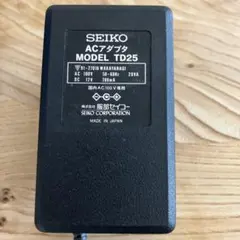 SEIKO
ACアダプタ
MODEL TD25
AC 100V 50-60Hz 20VA
DC 12V
国内AC100V専用
株式会社 服部セイコー
SEIKO CORPORATION
MADE IN JAPAN